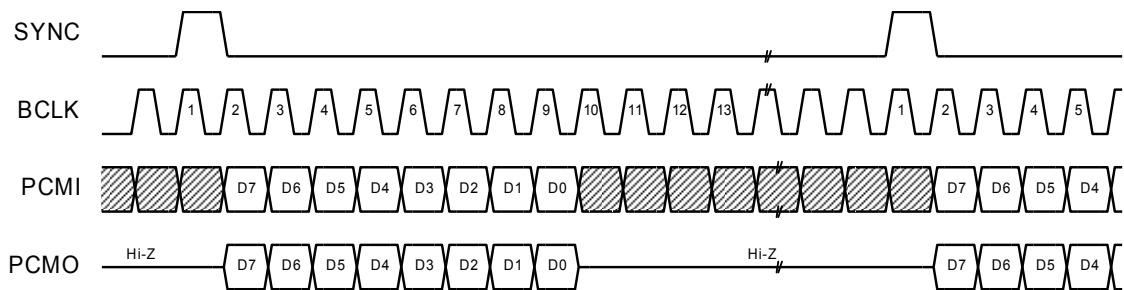 SYNC
BCLK 1 2 3 4 5 6 7 8 9 10 11 12 13 1 2 3 4 5
PCMI D7 D6 D5 D4 D3 D2 D1 D0 D7 D6 D5 D4
Hi-Z Hi-Z
PCMO D7 D6 D5 D4 D3 D2 D1 D0 D7 D6 D5 D4